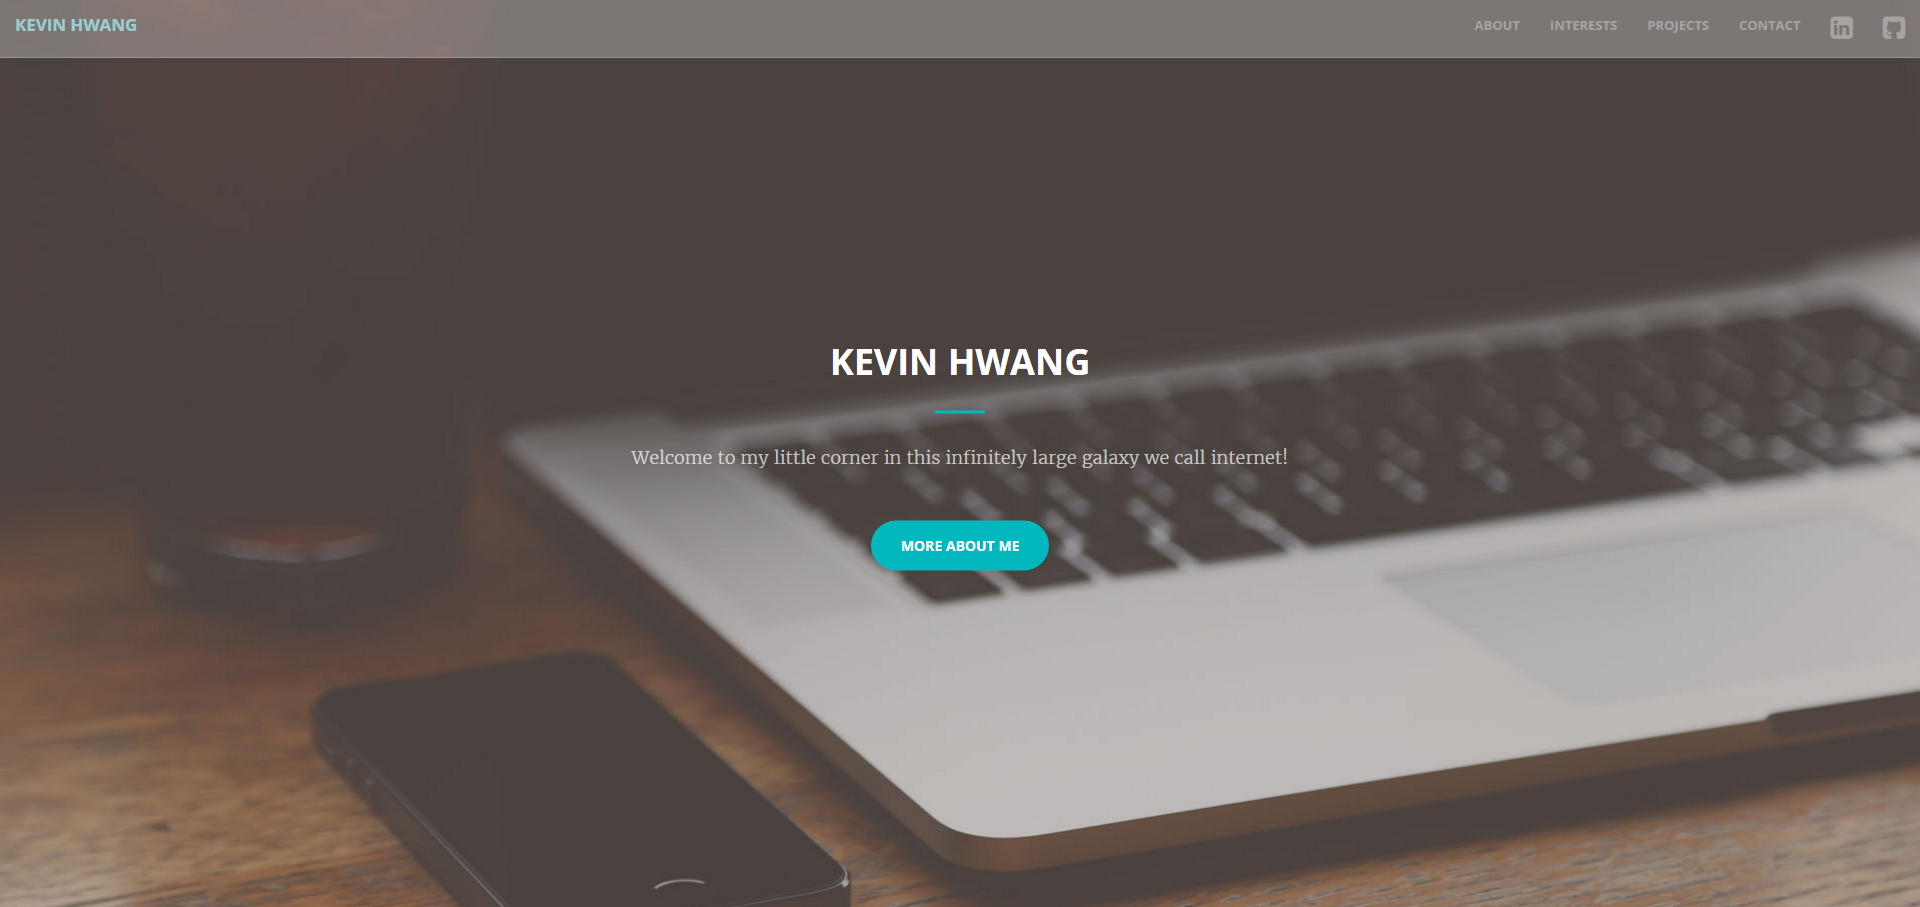 KEVIN HWANG
ABOUT INTERESTS PROJECTS CONTACT in
KEVIN HWANG
Welcome to my little corner in this infinitely large galaxy we call internet!
MORE ABOUT ME